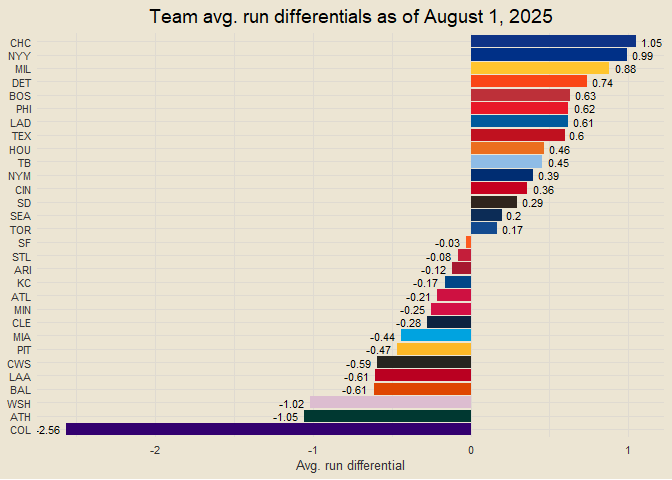 Team avg. run differentials as of August 1, 2025
CHC 1.05
NYY 0.99
MIL 0.88
DET 0.74
BOS 0.63
PHI 0.62
LAD 0.61
TEX 0.6
HOU 0.46
TB 0.45
NYM 0.39
CIN 0.36
SD 0.29
SEA 0.2
TOR 0.17
SF -0.03
STL -0.08
ARI -0.12
KC -0.17
ATL -0.21
MIN -0.25
CLE -0.28
MIA -0.44
PIT -0.47
CWS -0.59
LAA -0.61
BAL -0.61
WSH -1.02
ATH -1.05
COL -2.56
-2 -1 0 1
Avg. run differential